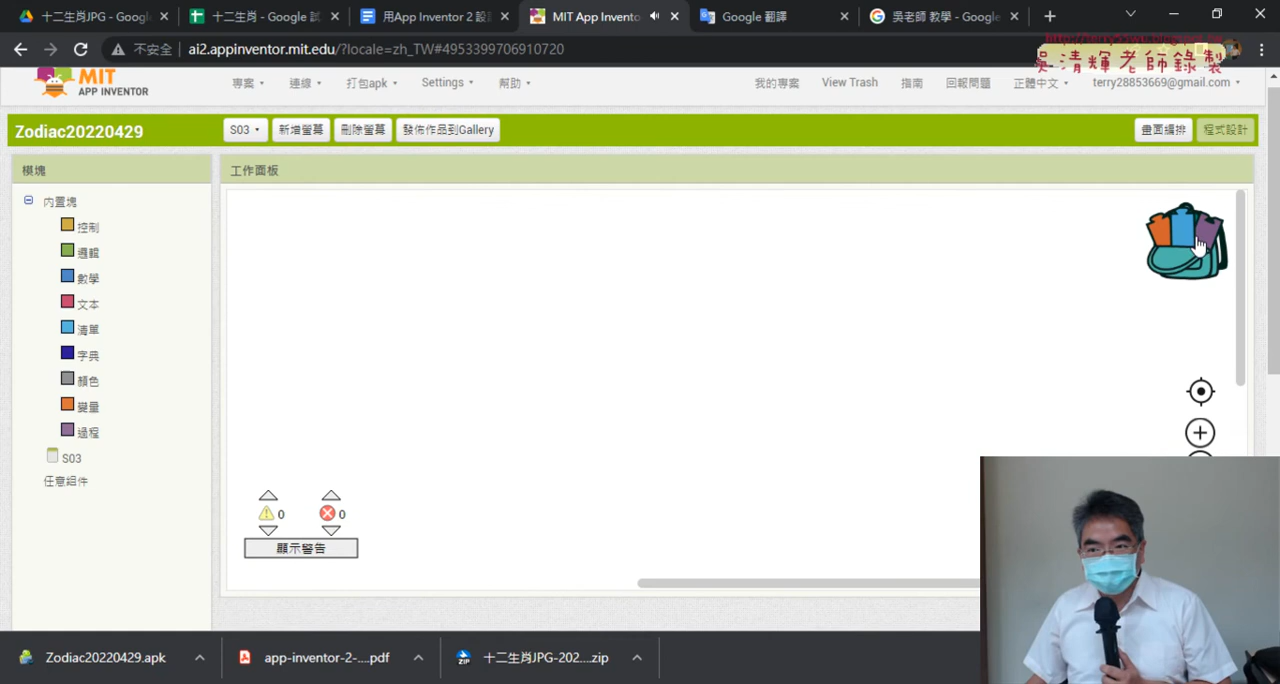 十二生肖JPG - Googl
十二生肖 - Google 試
用App Inventor 2 設
MIT App Invento
Google 翻譯
吳老師 教學 - Google
不安全
ai2.appinventor.mit.edu/?locale=zh_TW#4953399706910720
吳清輝老師錄製
MIT
APP INVENTOR
專案
連線
打包apk
Settings
幫助
我的專案
View Trash
指南
回報問題
正體中文
terry28853669@gmail.com
Zodiac20220429
S03
新增螢幕
刪除螢幕
發佈作品到Gallery
畫面編排
程式設計
模塊
工作面板
內置塊
控制
邏輯
數學
文本
清單
字典
顏色
變量
過程
S03
任意組件
0
0
顯示警告
Zodiac20220429.apk
app-inventor-2-....pdf
十二生肖JPG-202....zip